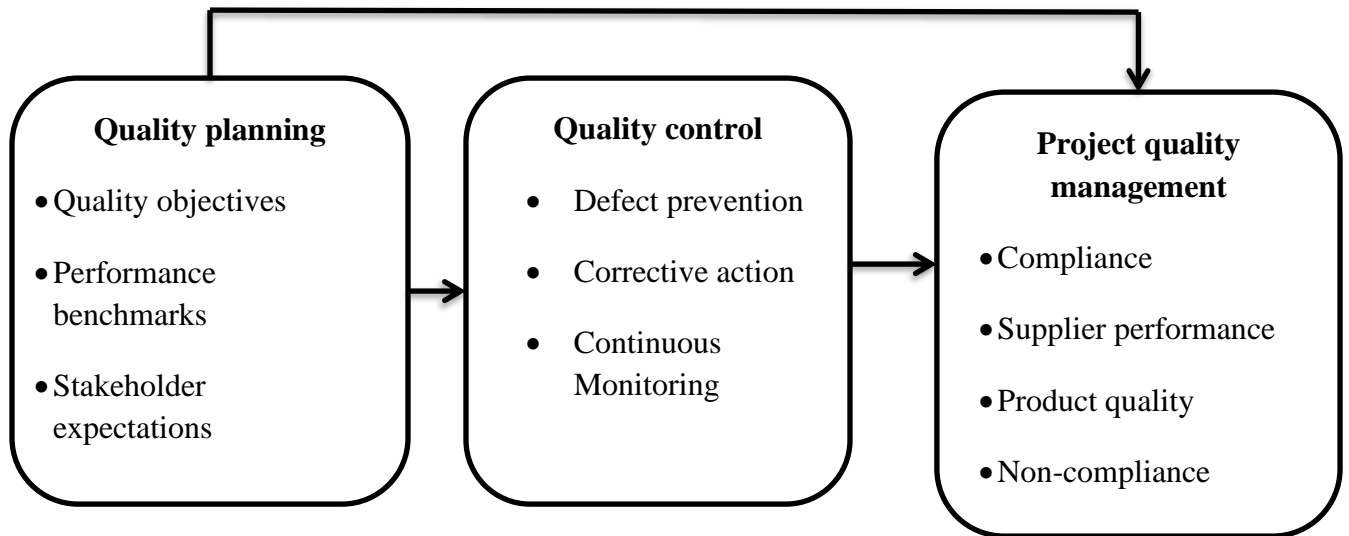 Quality planning
• Quality objectives
• Performance
benchmarks
• Stakeholder
expectations
Quality control
• Defect prevention
• Corrective action
• Continuous
Monitoring
Project quality
management
• Compliance
• Supplier performance
• Product quality
• Non-compliance